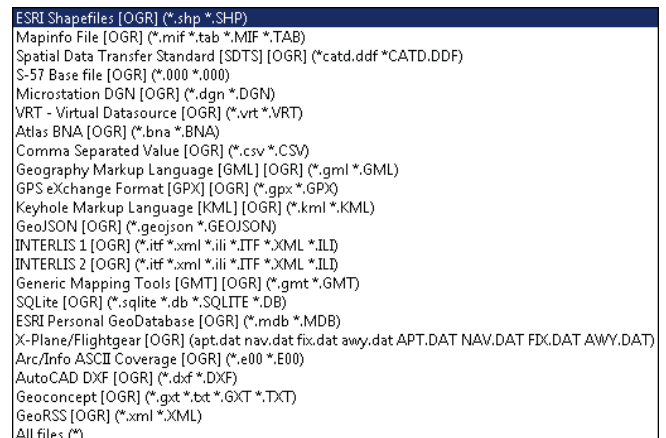 ESRI Shapefiles [OGR] (*.shp *.SHP)
Mapinfo File [OGR] (*.mif *.tab *.MIF *.TAB)
Spatial Data Transfer Standard [SDTS] [OGR] (*catd.ddf *CATD.DDF)
S-57 Base file [OGR] (*.000 *.000)
Microstation DGN [OGR] (*.dgn *.DGN)
VRT - Virtual Datasource [OGR] (*.vrt *.VRT)
Atlas BNA [OGR] (*.bna *.BNA)
Comma Separated Value [OGR] (*.csv *.CSV)
Geography Markup Language [GML] [OGR] (*.gml *.GML)
GPS eXchange Format [GPX] [OGR] (*.gpx *.GPX)
Keyhole Markup Language [KML] [OGR] (*.kml *.KML)
GeoJSON [OGR] (*.geojson *.GEOJSON)
INTERLIS 1 [OGR] (*.itf *.xml *.ili *.ITF *.XML *.ILI)
INTERLIS 2 [OGR] (*.itf *.xml *.ili *.ITF *.XML *.ILI)
Generic Mapping Tools [GMT] [OGR] (*.gmt *.GMT)
SQLite [OGR] (*.sqlite *.db *.SQLITE *.DB)
ESRI Personal GeoDatabase [OGR] (*.mdb *.MDB)
X-Plane/Flightgear [OGR] (apt.dat nav.dat fix.dat awy.dat APT.DAT NAV.DAT FIX.DAT AWY.DAT)
Arc/Info ASCII Coverage [OGR] (*.e00 *.E00)
AutoCAD DXF [OGR] (*.dxf *.DXF)
Geoconcept [OGR] (*.gxt *.txt *.GXT *.TXT)
GeoRSS [OGR] (*.xml *.XML)
All files (*)